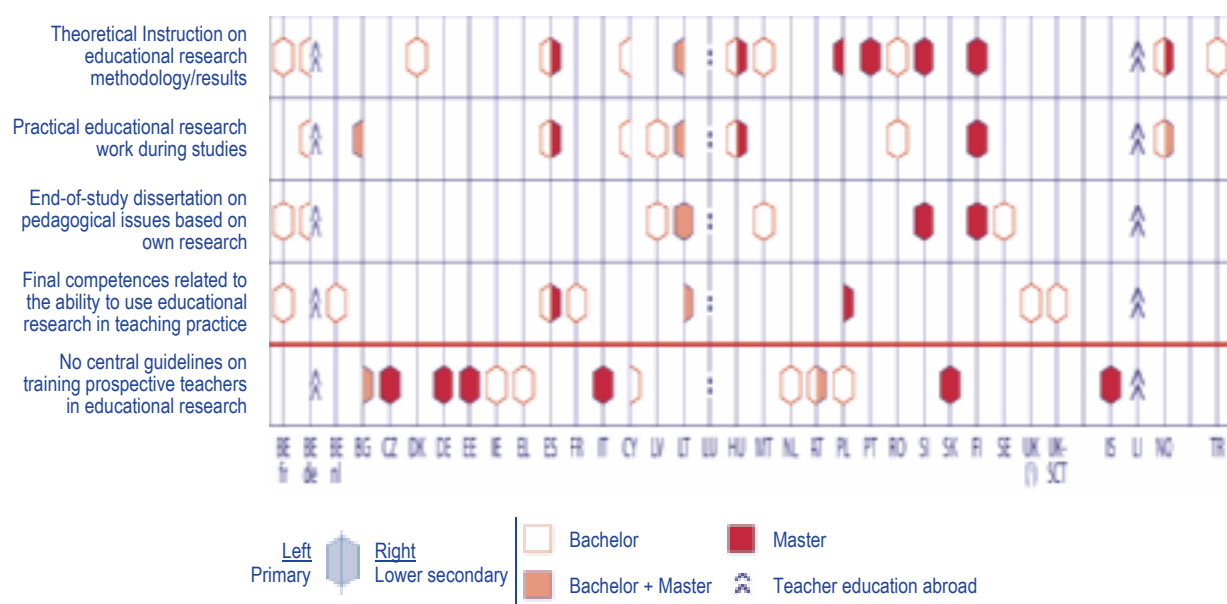 Theoretical Instruction on
educational research
methodology/results
Practical educational research
work during studies
End-of-study dissertation on
pedagogical issues based on
own research
Final competences related to
the ability to use educational
research in teaching practice
No central guidelines on
training prospective teachers
in educational research
BE BE BE BG CZ DK DE EE IE EL ES FR IT CY LV LT LU HU MT NL AT PL PT RO SI SK FI SE UK UK- IS LI NO TR
fr de nl (¹) SCT
Left Right
Primary Lower secondary
Bachelor Master
Bachelor + Master Teacher education abroad